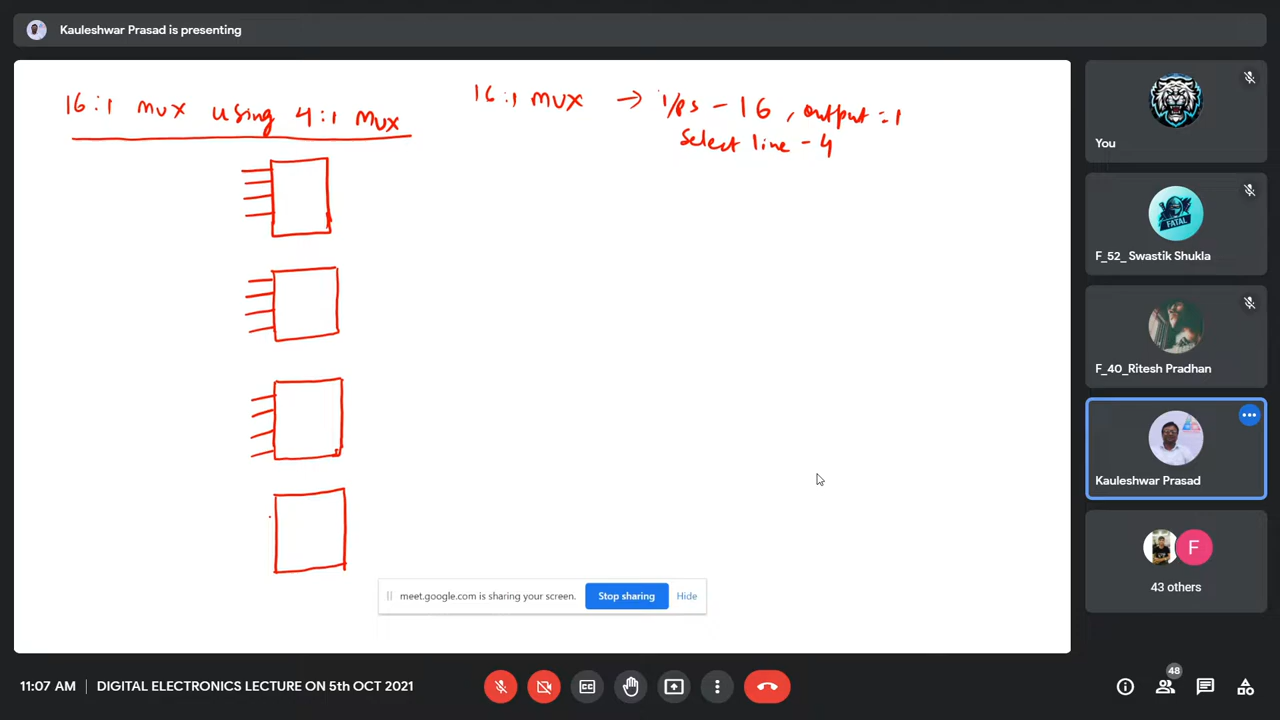 Kauleshwar Prasad is presenting
16:1 mux using 4:1 Mux
16:1 mux → i/ps - 16, output = 1
Select line - 4
You
F_52_ Swastik Shukla
F_40_Ritesh Pradhan
Kauleshwar Prasad
F
43 others
FATAL
meet.google.com is sharing your screen.
Stop sharing
Hide
11:07 AM | DIGITAL ELECTRONICS LECTURE ON 5th OCT 2021
CC
48